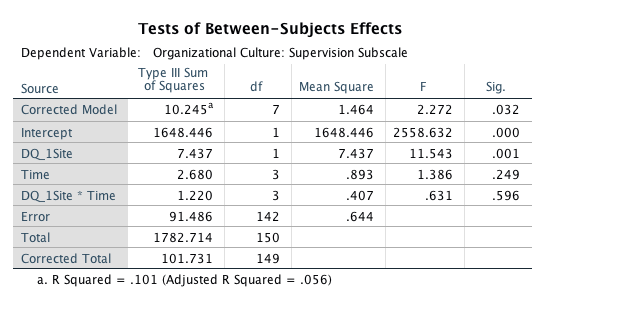 Tests of Between-Subjects Effects
Dependent Variable: Organizational Culture: Supervision Subscale
Source Type III Sum of Squares df Mean Square F Sig.
Corrected Model 10.245a 7 1.464 2.272 .032
Intercept 1648.446 1 1648.446 2558.632 .000
DQ_1Site 7.437 1 7.437 11.543 .001
Time 2.680 3 .893 1.386 .249
DQ_1Site * Time 1.220 3 .407 .631 .596
Error 91.486 142 .644
Total 1782.714 150
Corrected Total 101.731 149
a. R Squared = .101 (Adjusted R Squared = .056)